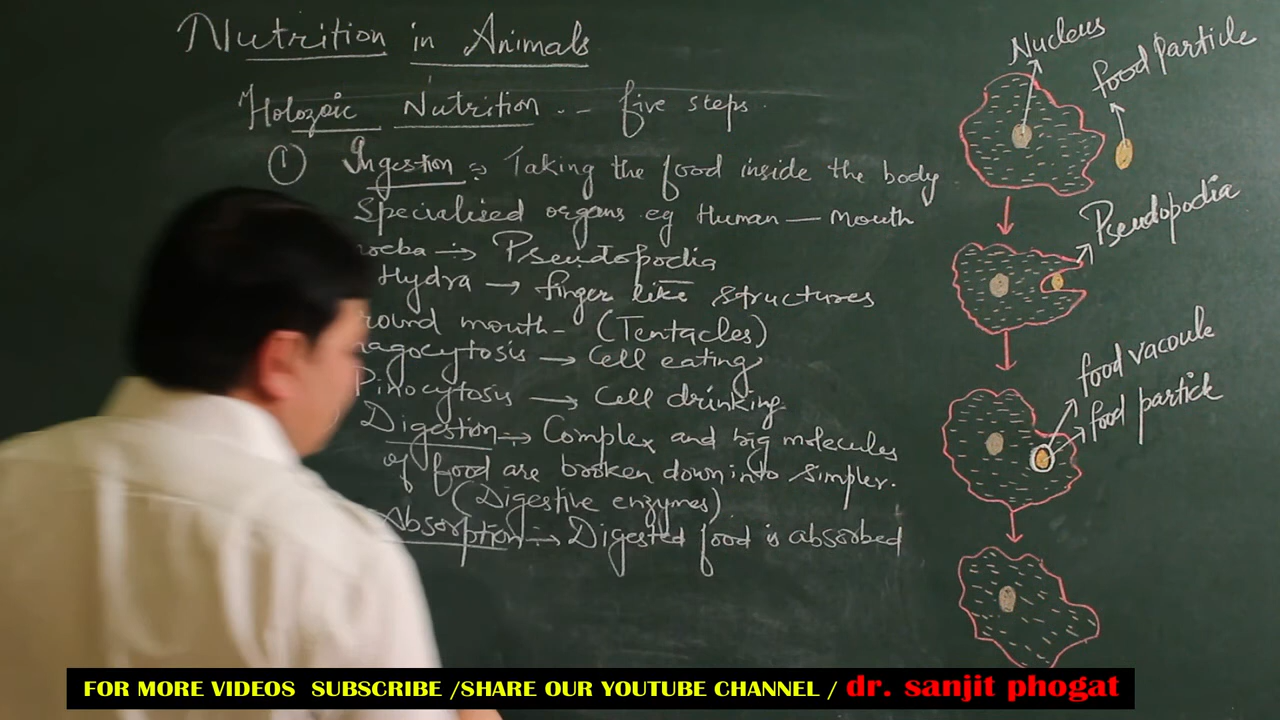 Nutrition in Animals
Holozoic Nutrition -- five steps.
① Ingestion :- Taking the food inside the body
Specialised organs eg Human — Mouth
oeba :→ Pseudopodia
Hydra → finger like structures
round mouth - (Tentacles)
hagocytosis → Cell eating
Pinocytosis → Cell drinking
Digestion :→ Complex and big molecules
of food are broken down into simpler.
(Digestive enzymes)
Absorption :→ Digested food is absorbed
Nucleus
food Particle
Pseudopodia
food vacoule
food particle
FOR MORE VIDEOS SUBSCRIBE /SHARE OUR YOUTUBE CHANNEL / dr. sanjit phogat